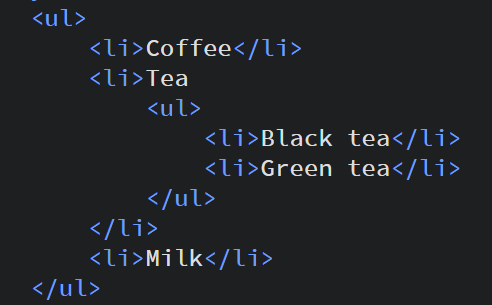 <ul>
<li>Coffee</li>
<li>Tea
<ul>
<li>Black tea</li>
<li>Green tea</li>
</ul>
</li>
<li>Milk</li>
</ul>